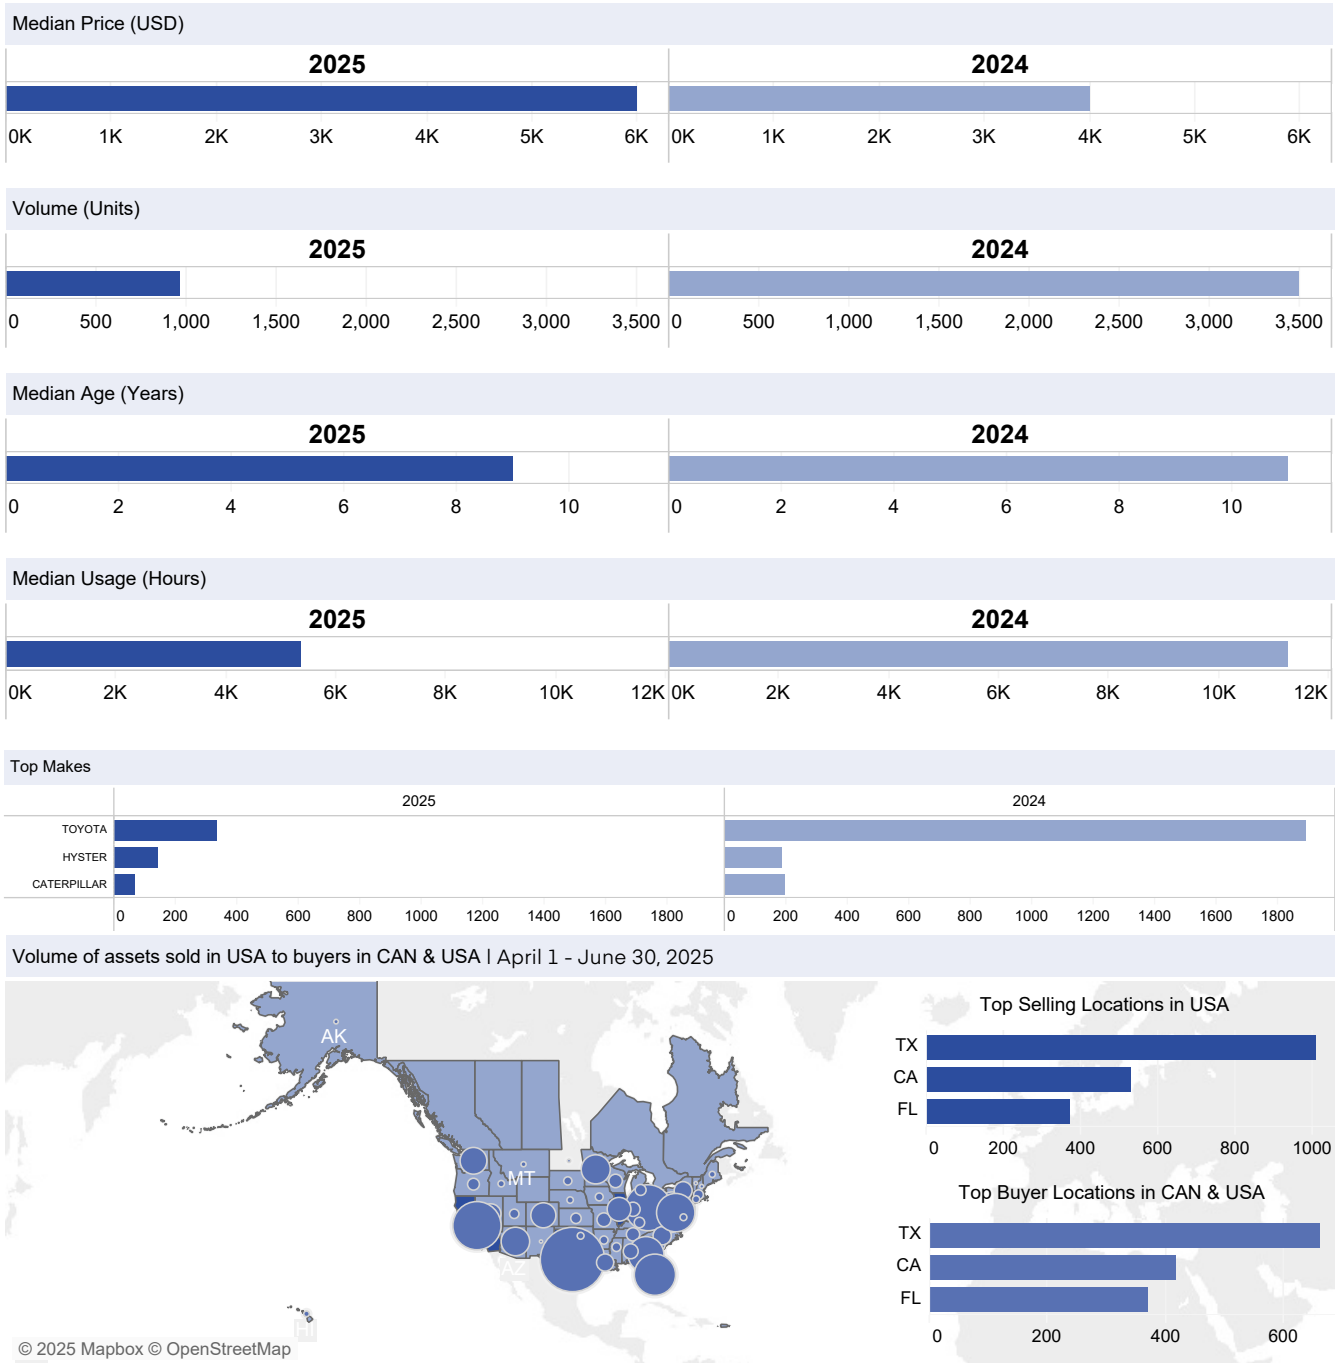 Median Price (USD)
2025 2024
0K 1K 2K 3K 4K 5K 6K 0K 1K 2K 3K 4K 5K 6K
Volume (Units)
2025 2024
0 500 1,000 1,500 2,000 2,500 3,000 3,500 0 500 1,000 1,500 2,000 2,500 3,000 3,500
Median Age (Years)
2025 2024
0 2 4 6 8 10 0 2 4 6 8 10
Median Usage (Hours)
2025 2024
0K 2K 4K 6K 8K 10K 12K 0K 2K 4K 6K 8K 10K 12K
Top Makes
2025 2024
TOYOTA
HYSTER
CATERPILLAR
0 200 400 600 800 1000 1200 1400 1600 1800 0 200 400 600 800 1000 1200 1400 1600 1800
Volume of assets sold in USA to buyers in CAN & USA | April 1 - June 30, 2025
AK
MT
AZ
HI
© 2025 Mapbox © OpenStreetMap
Top Selling Locations in USA
TX
CA
FL
0 200 400 600 800 1000
Top Buyer Locations in CAN & USA
TX
CA
FL
0 200 400 600